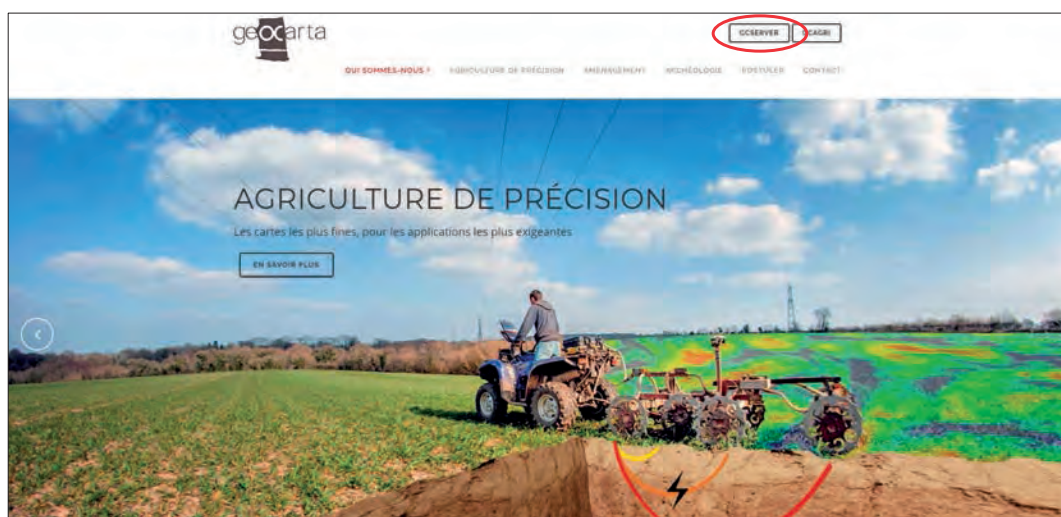 geocarta
GCSERVER GCAGRI
QUI SOMMES-NOUS ? AGRICULTURE DE PRÉCISION AMÉNAGEMENT ARCHÉOLOGIE POSTULER CONTACT
AGRICULTURE DE PRÉCISION
Les cartes les plus fines, pour les applications les plus exigeantes
EN SAVOIR PLUS